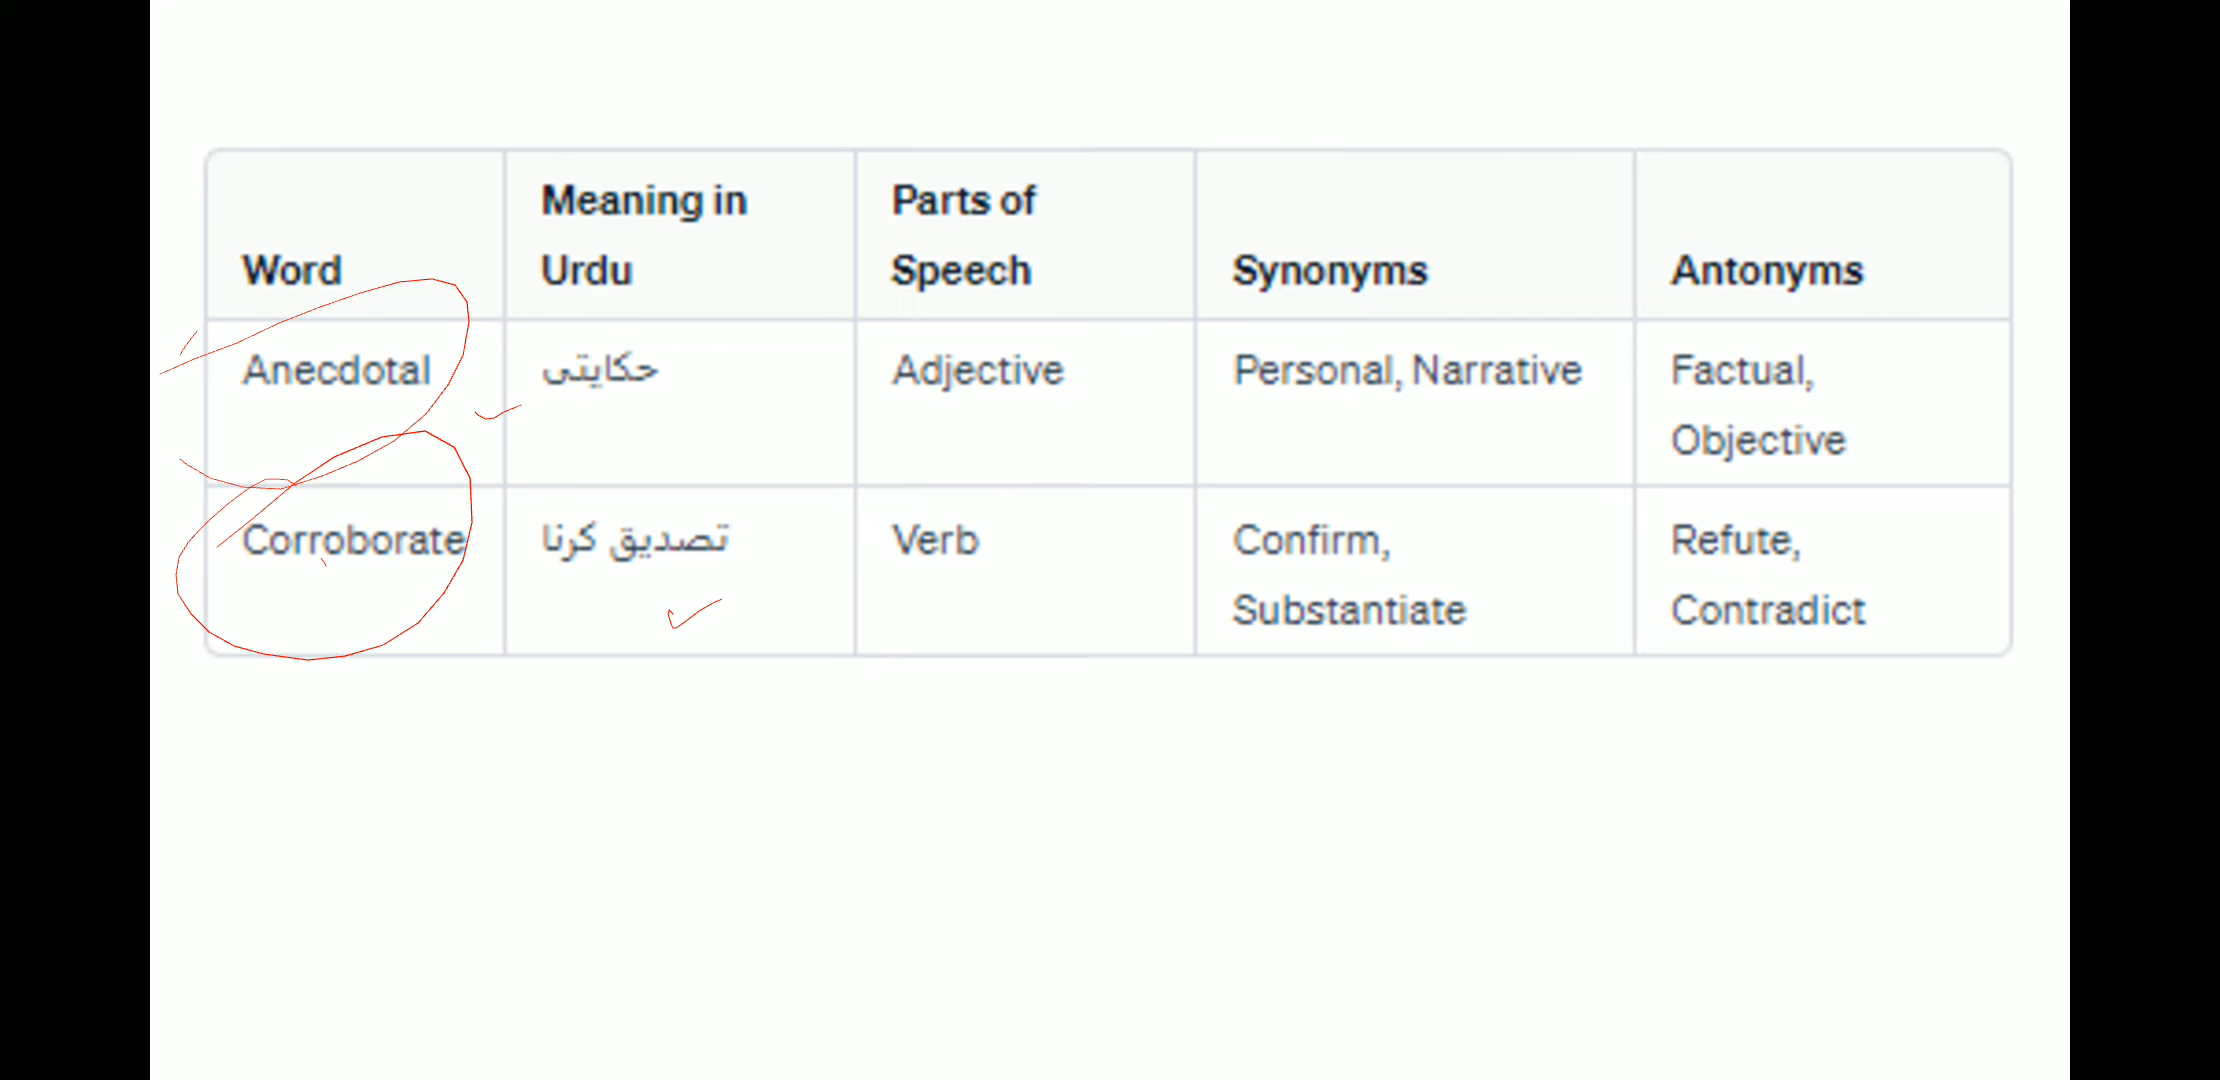 Word | Meaning in Urdu | Parts of Speech | Synonyms | Antonyms
Anecdotal | حکایتی | Adjective | Personal, Narrative | Factual, Objective
Corroborate | تصدیق کرنا | Verb | Confirm, Substantiate | Refute, Contradict